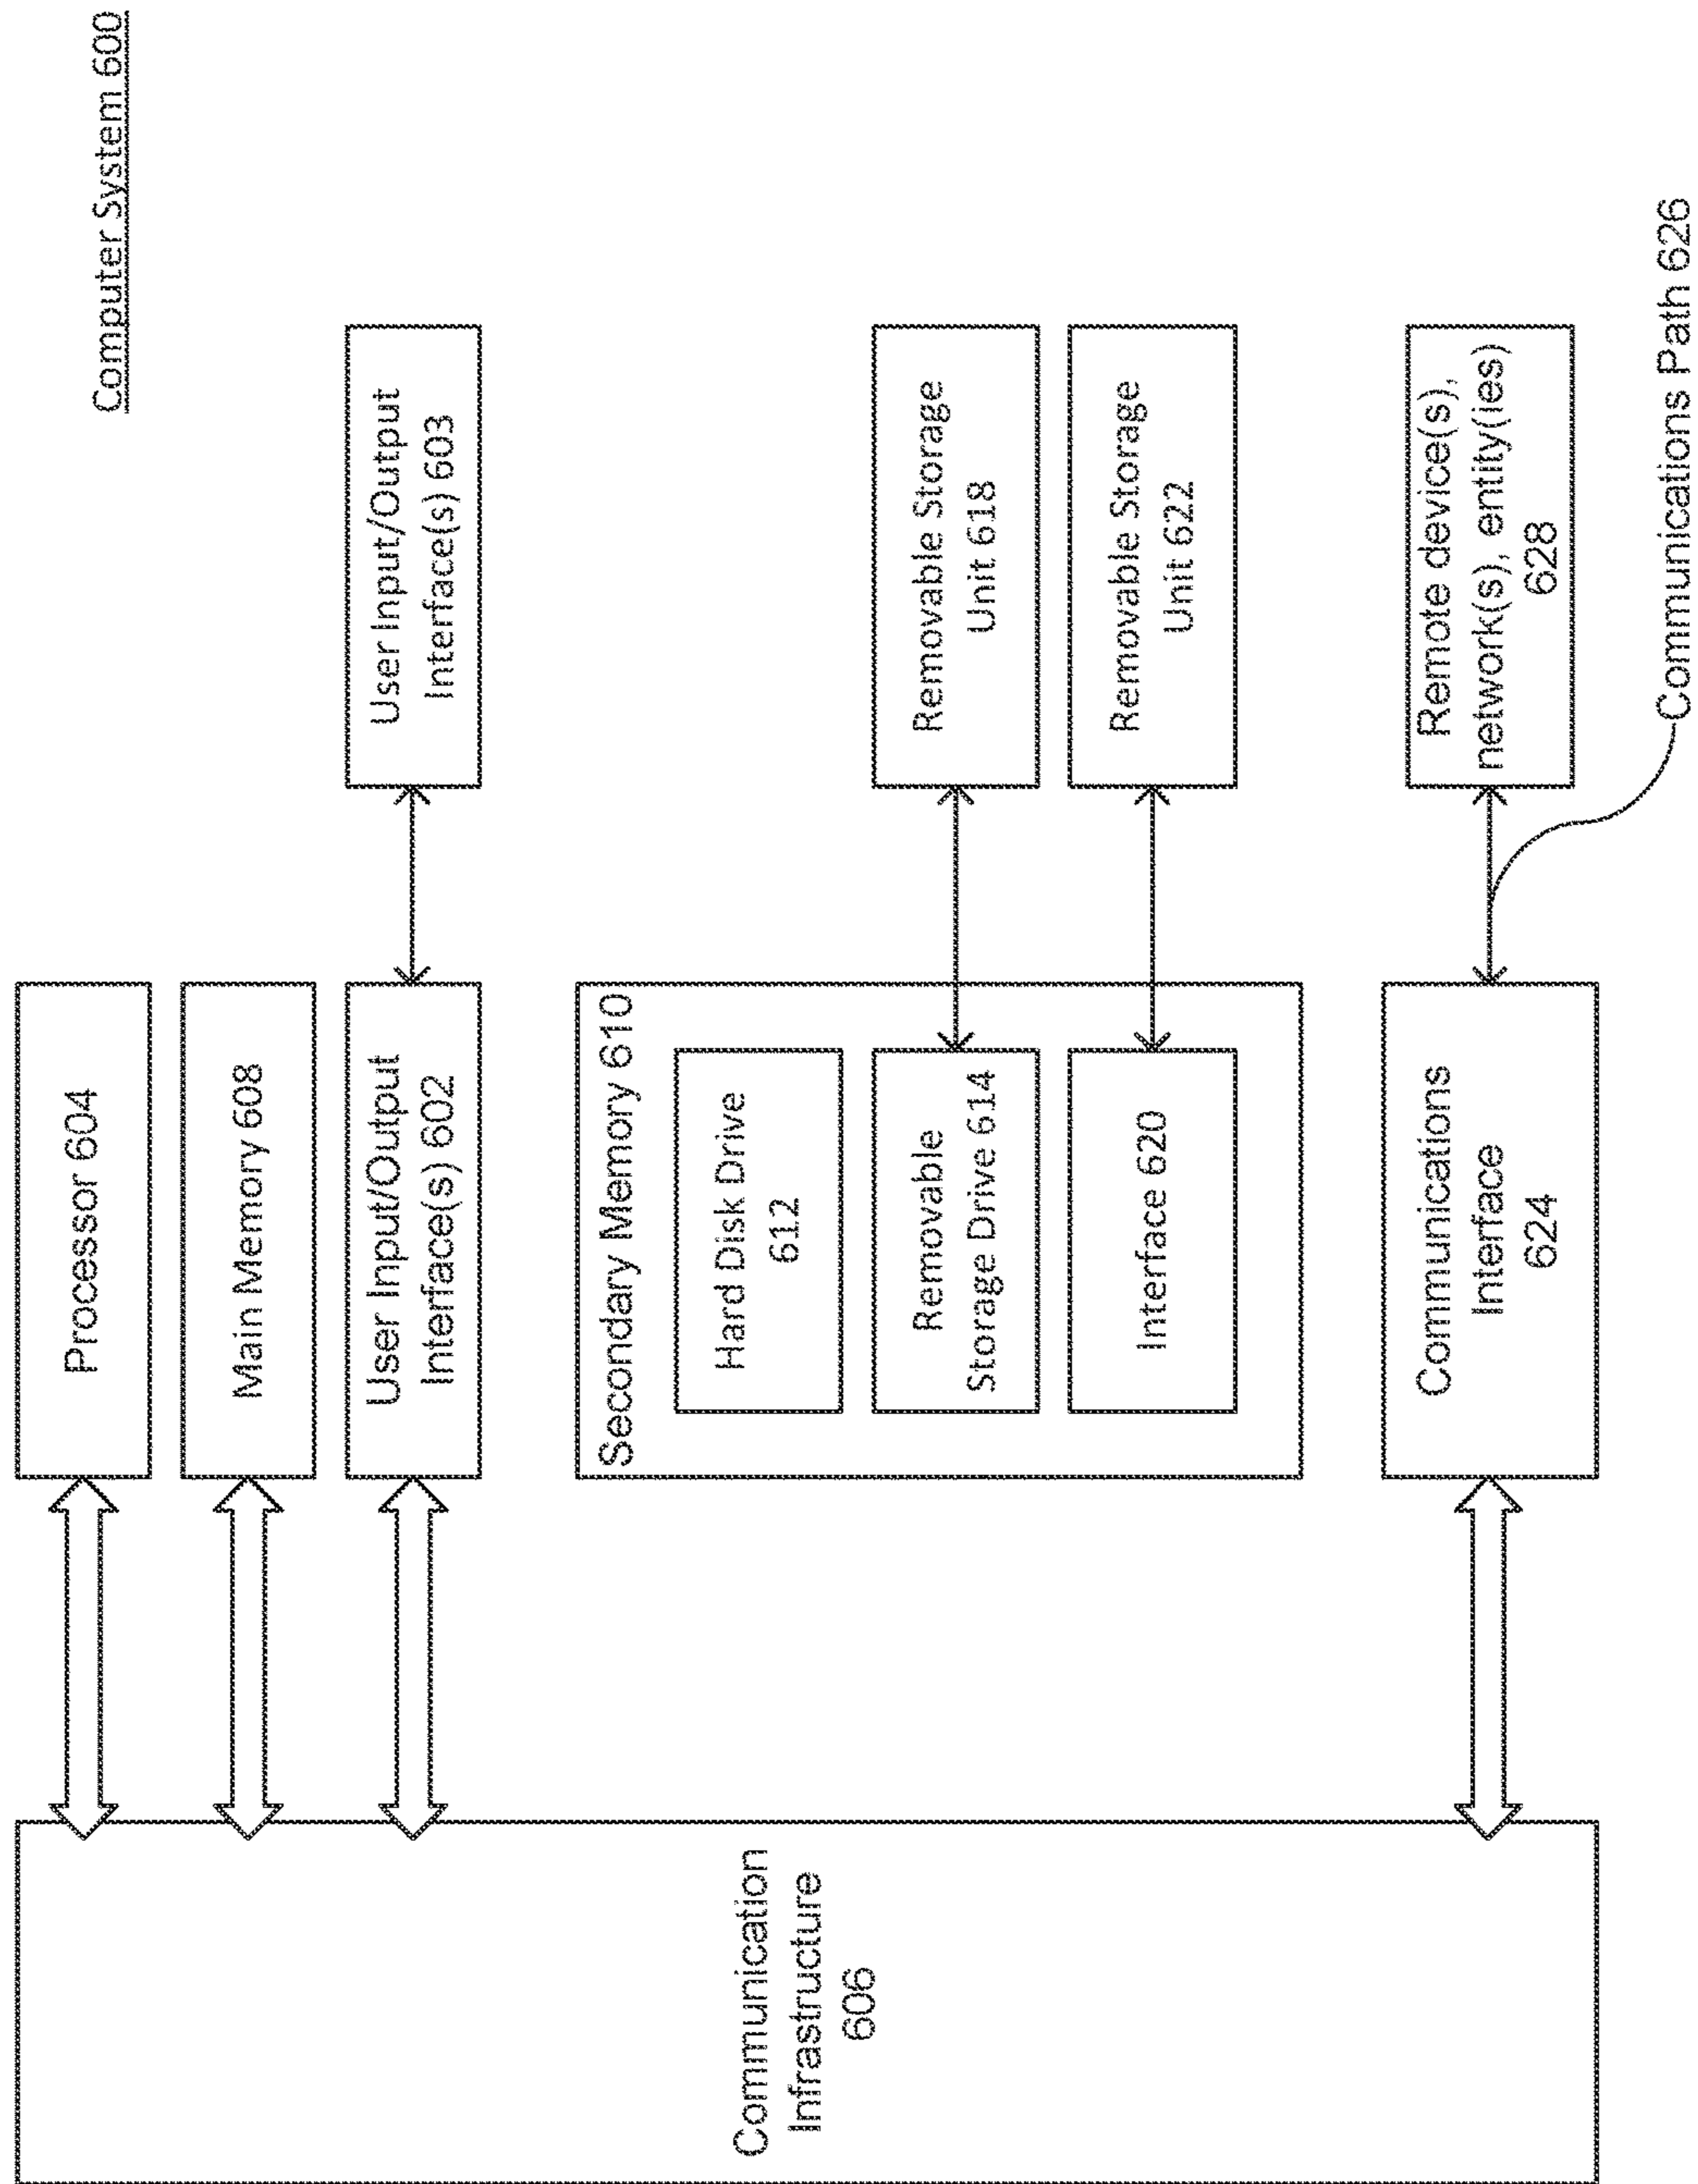 Computer System 600
Processor 604
Main Memory 608
User Input/Output
Interface(s) 602
User Input/Output
Interface(s) 603
Communication
Infrastructure
606
Secondary Memory 610
Hard Disk Drive
612
Removable
Storage Drive 614
Removable Storage
Unit 618
Interface 620
Removable Storage
Unit 622
Communications
Interface
624
Remote device(s),
network(s), entity(ies)
628
Communications Path 626